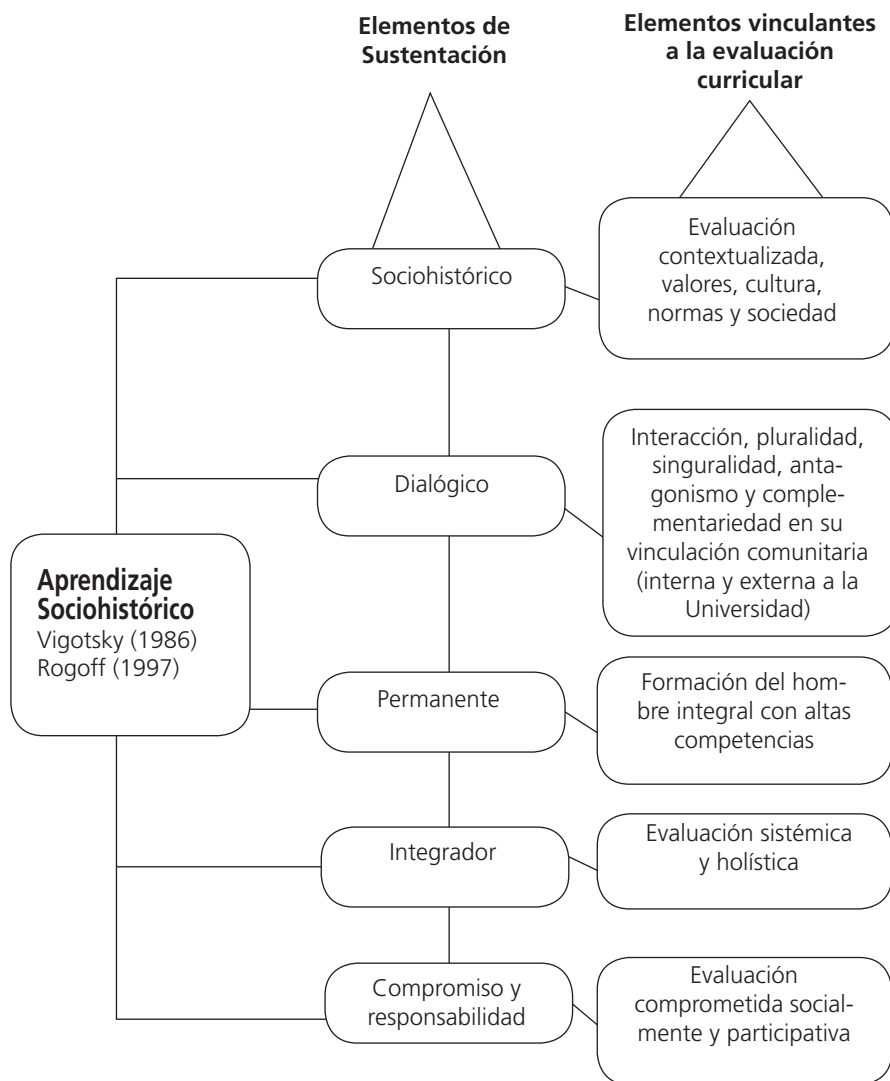 Elementos de
Sustentación
Elementos vinculantes
a la evaluación
curricular
Sociohistórico
Evaluación
contextualizada,
valores, cultura,
normas y sociedad
Dialógico
Interacción, pluralidad,
singuralidad, anta-
gonismo y comple-
mentariedad en su
vinculación comunitaria
(interna y externa a la
Universidad)
Aprendizaje
Sociohistórico
Vigotsky (1986)
Rogoff (1997)
Permanente
Formación del hom-
bre integral con altas
competencias
Integrador
Evaluación sistémica
y holística
Compromiso y
responsabilidad
Evaluación
comprometida social-
mente y participativa